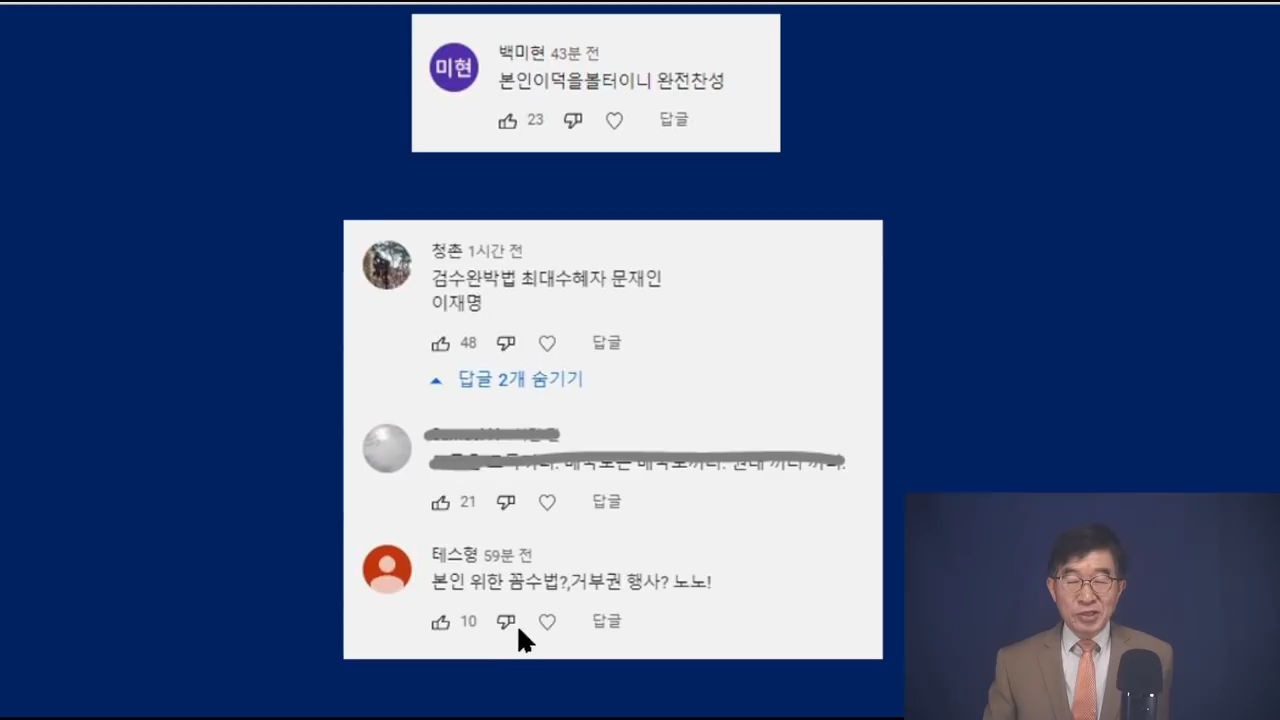 미현
백미현 43분 전
본인이덕을볼터이니 완전찬성
23 답글
청촌 1시간 전
검수완박법 최대수혜자 문재인
이재명
48 답글
답글 2개 숨기기
21 답글
테스형 59분 전
본인 위한 꼼수법?,거부권 행사? 노노!
10 답글